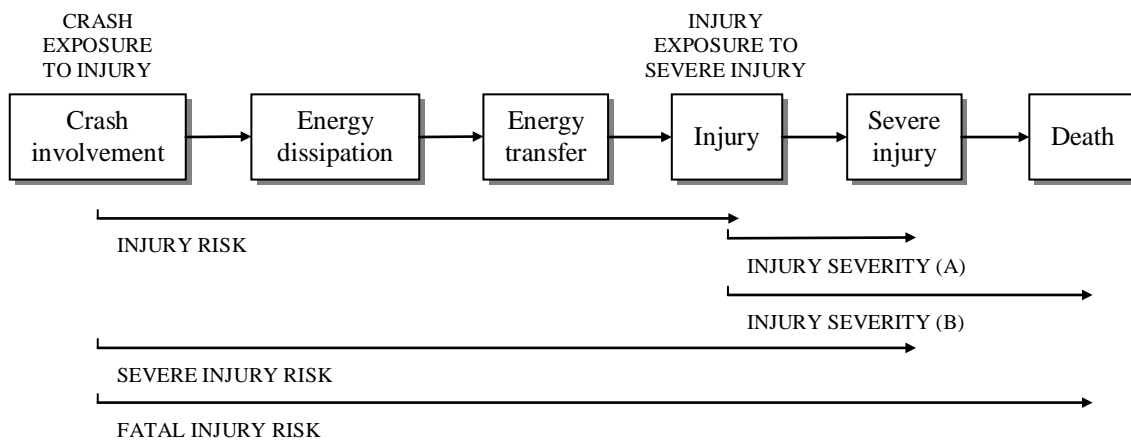 CRASH
EXPOSURE
TO INJURY
INJURY
EXPOSURE TO
SEVERE INJURY
Crash
involvement
Energy
dissipation
Energy
transfer
Injury
Severe
injury
Death
INJURY RISK
INJURY SEVERITY (A)
INJURY SEVERITY (B)
SEVERE INJURY RISK
FATAL INJURY RISK